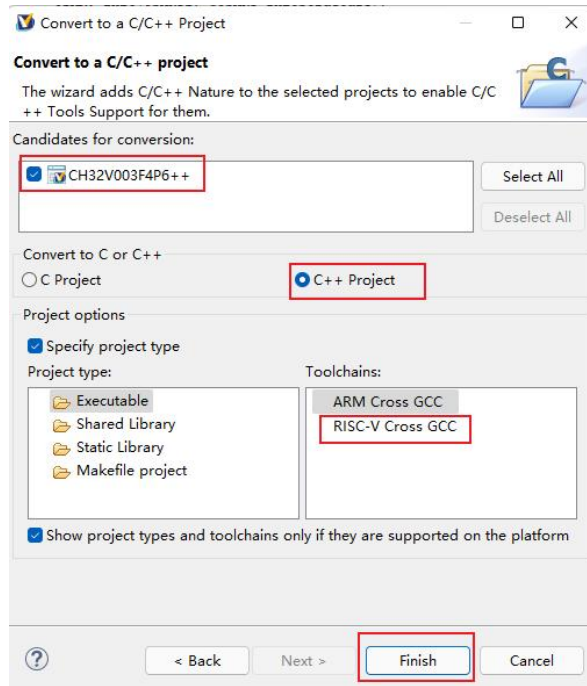 Convert to a C/C++ Project
Convert to a C/C++ project
The wizard adds C/C++ Nature to the selected projects to enable C/C
++ Tools Support for them.
Candidates for conversion:
CH32V003F4P6++
Select All
Deselect All
Convert to C or C++
C Project
C++ Project
Project options
Specify project type
Project type:
Toolchains:
Executable
ARM Cross GCC
Shared Library
RISC-V Cross GCC
Static Library
Makefile project
Show project types and toolchains only if they are supported on the platform
?
< Back
Next >
Finish
Cancel